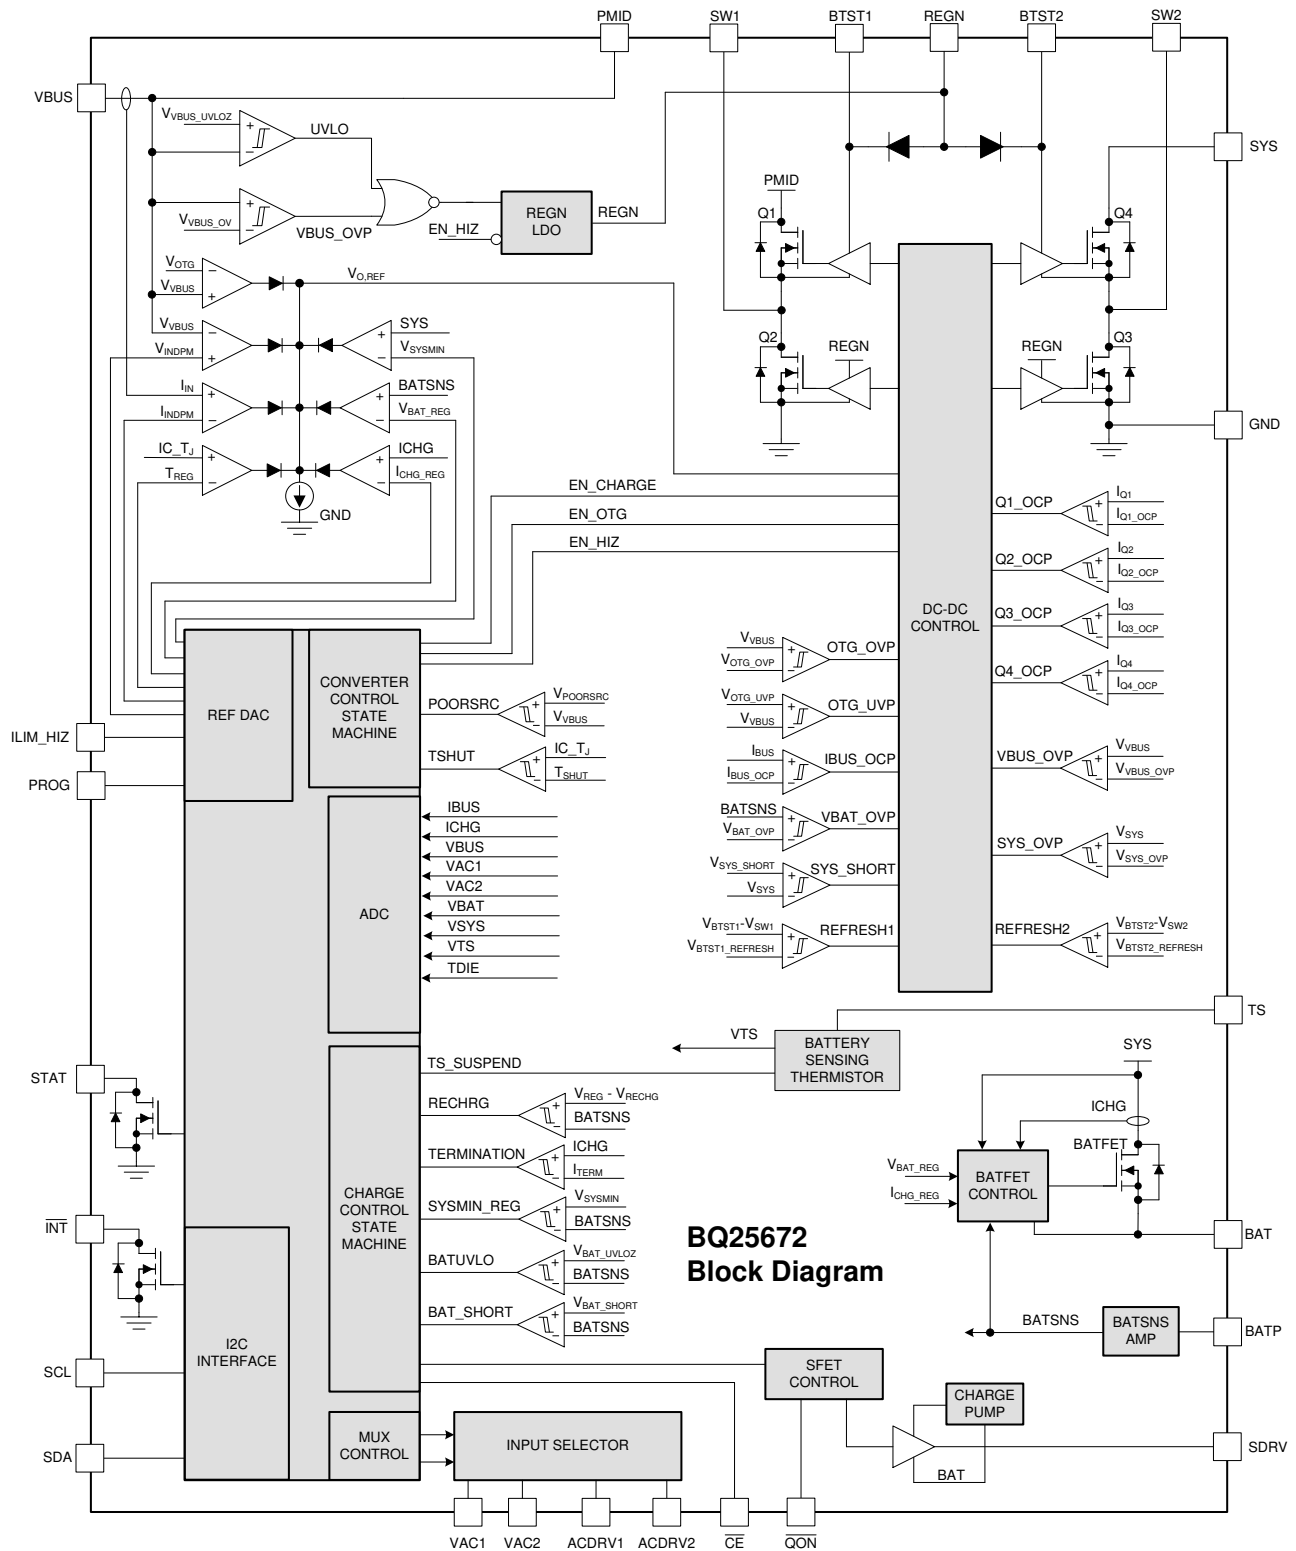 PMID
SW1
BTST1
REGN
BTST2
SW2
VBUS
VVBUS_UVLOZ
UVLO
VVBUS_OV
VBUS_OVP
EN_HIZ
REGN
LDO
REGN
SYS
PMID
Q1
Q4
VOTG
VVBUS
VO,REF
VVBUS
VINDPM
SYS
VSYSMIN
Q2
REGN
REGN
Q3
IIN
IINDPM
BATSNS
VBAT_REG
GND
IC_TJ
TREG
ICHG
ICHG_REG
GND
EN_CHARGE
EN_OTG
EN_HIZ
DC-DC
CONTROL
Q1_OCP
IQ1
IQ1_OCP
Q2_OCP
IQ2
IQ2_OCP
Q3_OCP
IQ3
IQ3_OCP
Q4_OCP
IQ4
IQ4_OCP
REF DAC
CONVERTER
CONTROL
STATE
MACHINE
POORSRC
VPOORSRC
VVBUS
TSHUT
IC_TJ
TSHUT
VVBUS
VOTG_OVP
OTG_OVP
VOTG_UVP
VVBUS
OTG_UVP
IBUS
IBUS_OCP
IBUS_OCP
BATSNS
VBAT_OVP
VBAT_OVP
VSYS_SHORT
VSYS
SYS_SHORT
VBTST1-VSW1
VBTST1_REFRESH
REFRESH1
VBUS_OVP
VVBUS
VVBUS_OVP
SYS_OVP
VSYS
VSYS_OVP
REFRESH2
VBTST2-VSW2
VBTST2_REFRESH
ILIM_HIZ
PROG
ADC
IBUS
ICHG
VBUS
VAC1
VAC2
VBAT
VSYS
VTS
TDIE
TS
VTS
BATTERY
SENSING
THERMISTOR
STAT
TS_SUSPEND
RECHRG
VREG - VRECHG
BATSNS
TERMINATION
ICHG
ITERM
CHARGE
CONTROL
STATE
MACHINE
SYSMIN_REG
VSYSMIN
BATSNS
BATUVLO
VBAT_UVLOZ
BATSNS
BAT_SHORT
VBAT_SHORT
BATSNS
SYS
ICHG
BATFET
VBAT_REG
ICHG_REG
BATFET
CONTROL
BQ25672
Block Diagram
BAT
INT
I2C
INTERFACE
BATSNS
BATSNS
AMP
BATP
SCL
SFET
CONTROL
CHARGE
PUMP
BAT
SDRV
SDA
MUX
CONTROL
INPUT SELECTOR
VAC1
VAC2
ACDRV1
ACDRV2
CE
QON